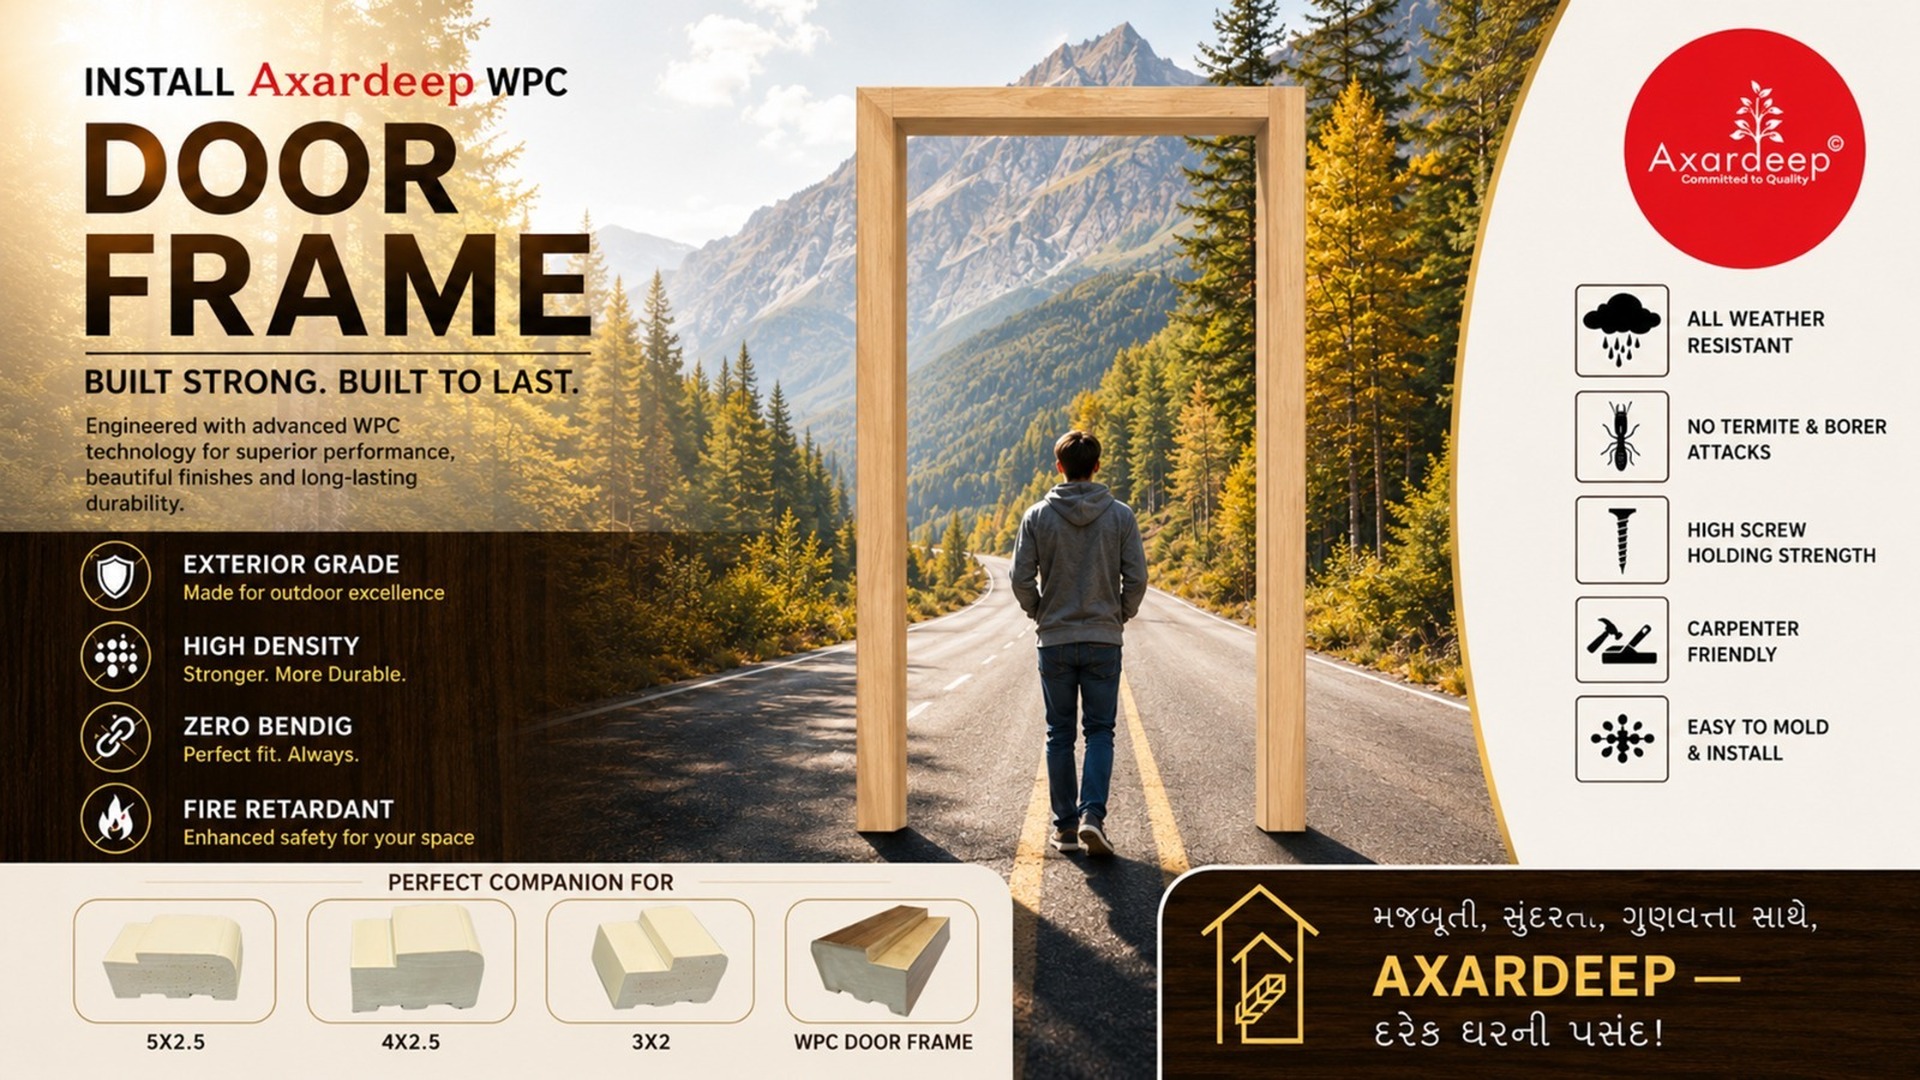 INSTALL Axardeep WPC
DOOR
FRAME
BUILT STRONG. BUILT TO LAST.
Engineered with advanced WPC
technology for superior performance,
beautiful finishes and long-lasting
durability.
EXTERIOR GRADE
Made for outdoor excellence
HIGH DENSITY
Stronger. More Durable.
ZERO BENDIG
Perfect fit. Always.
FIRE RETARDANT
Enhanced safety for your space
PERFECT COMPANION FOR
5X2.5
4X2.5
3X2
WPC DOOR FRAME
Axardeep©
Committed to Quality
ALL WEATHER
RESISTANT
NO TERMITE & BORER
ATTACKS
HIGH SCREW
HOLDING STRENGTH
CARPENTER
FRIENDLY
EASY TO MOLD
& INSTALL
મજબૂતી, સુંદરતા, ગુણવત્તા સાથે,
AXARDEEP —
દરેક ઘરની પસંદ!